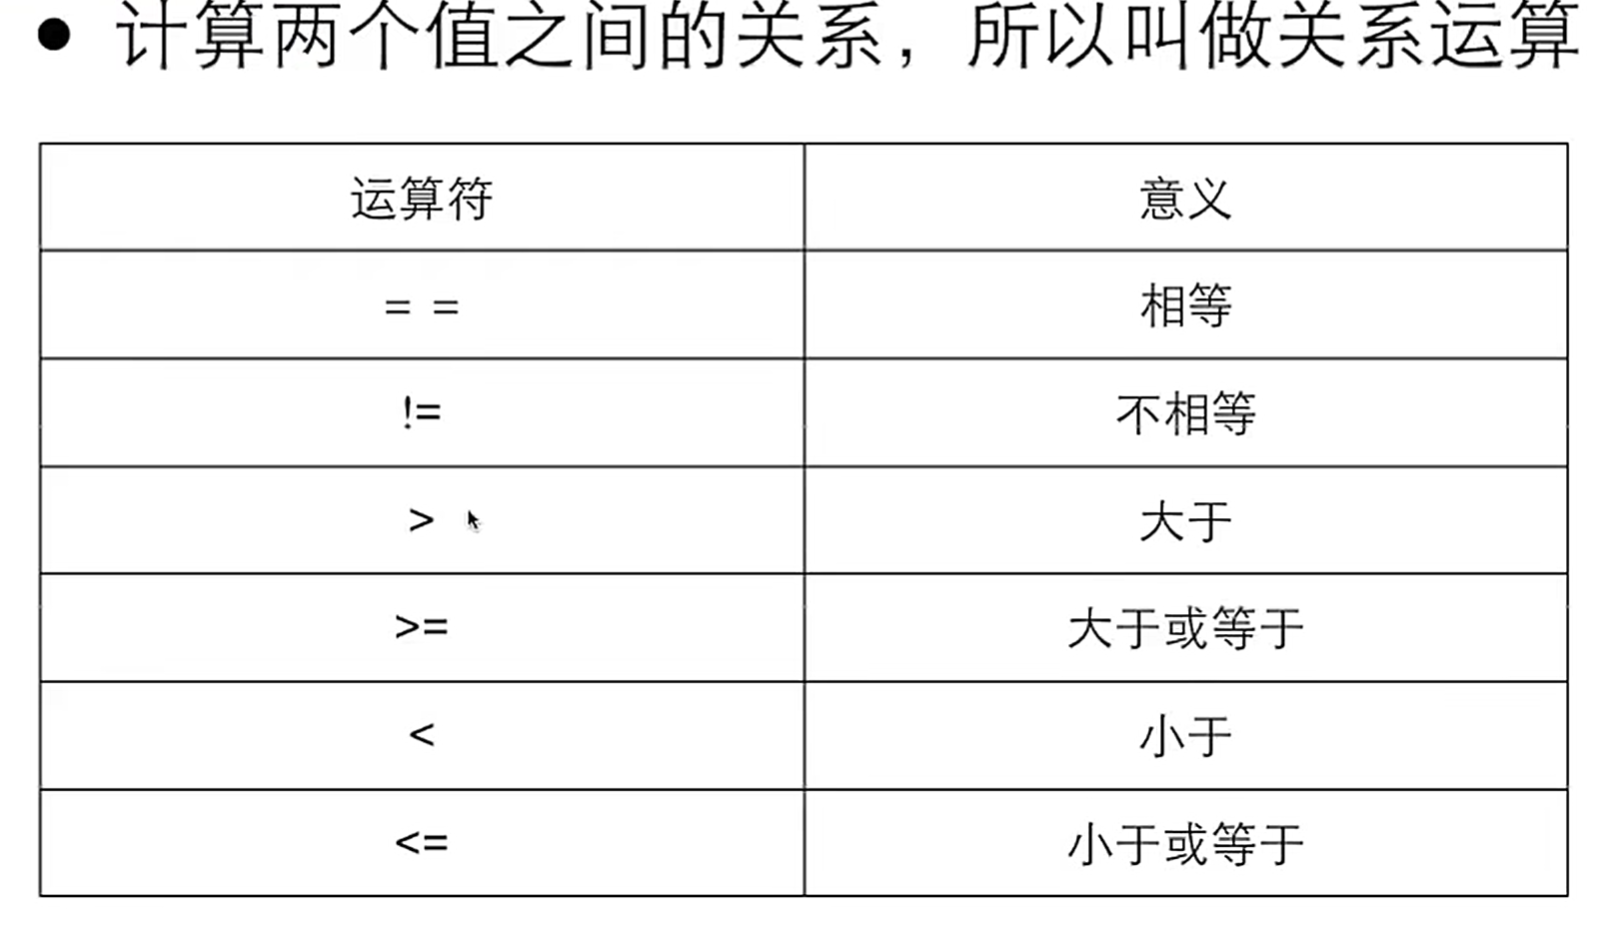 ● 计算两个值之间的关系，所以叫做关系运算
运算符 意义
= = 相等
!= 不相等
> 大于
>= 大于或等于
< 小于
<= 小于或等于